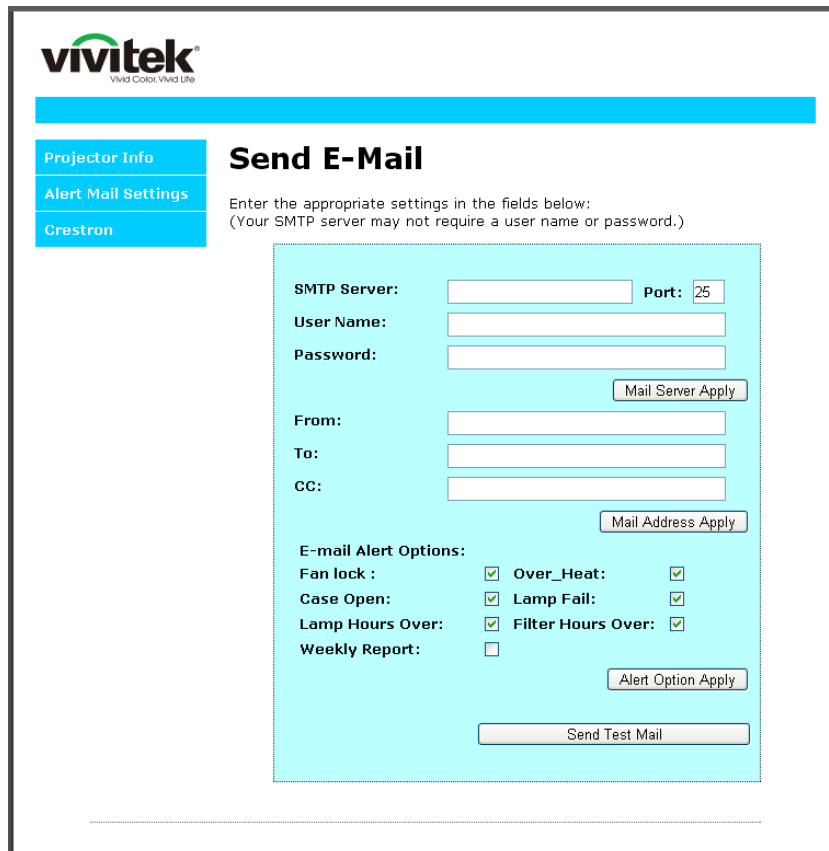 vivitek®
Vivid Color, Vivid Life
Projector Info
Alert Mail Settings
Crestron
Send E-Mail
Enter the appropriate settings in the fields below:
(Your SMTP server may not require a user name or password.)
SMTP Server: Port: 25
User Name:
Password:
Mail Server Apply
From:
To:
CC:
Mail Address Apply
E-mail Alert Options:
Fan lock : Over_Heat:
Case Open: Lamp Fail:
Lamp Hours Over: Filter Hours Over:
Weekly Report:
Alert Option Apply
Send Test Mail